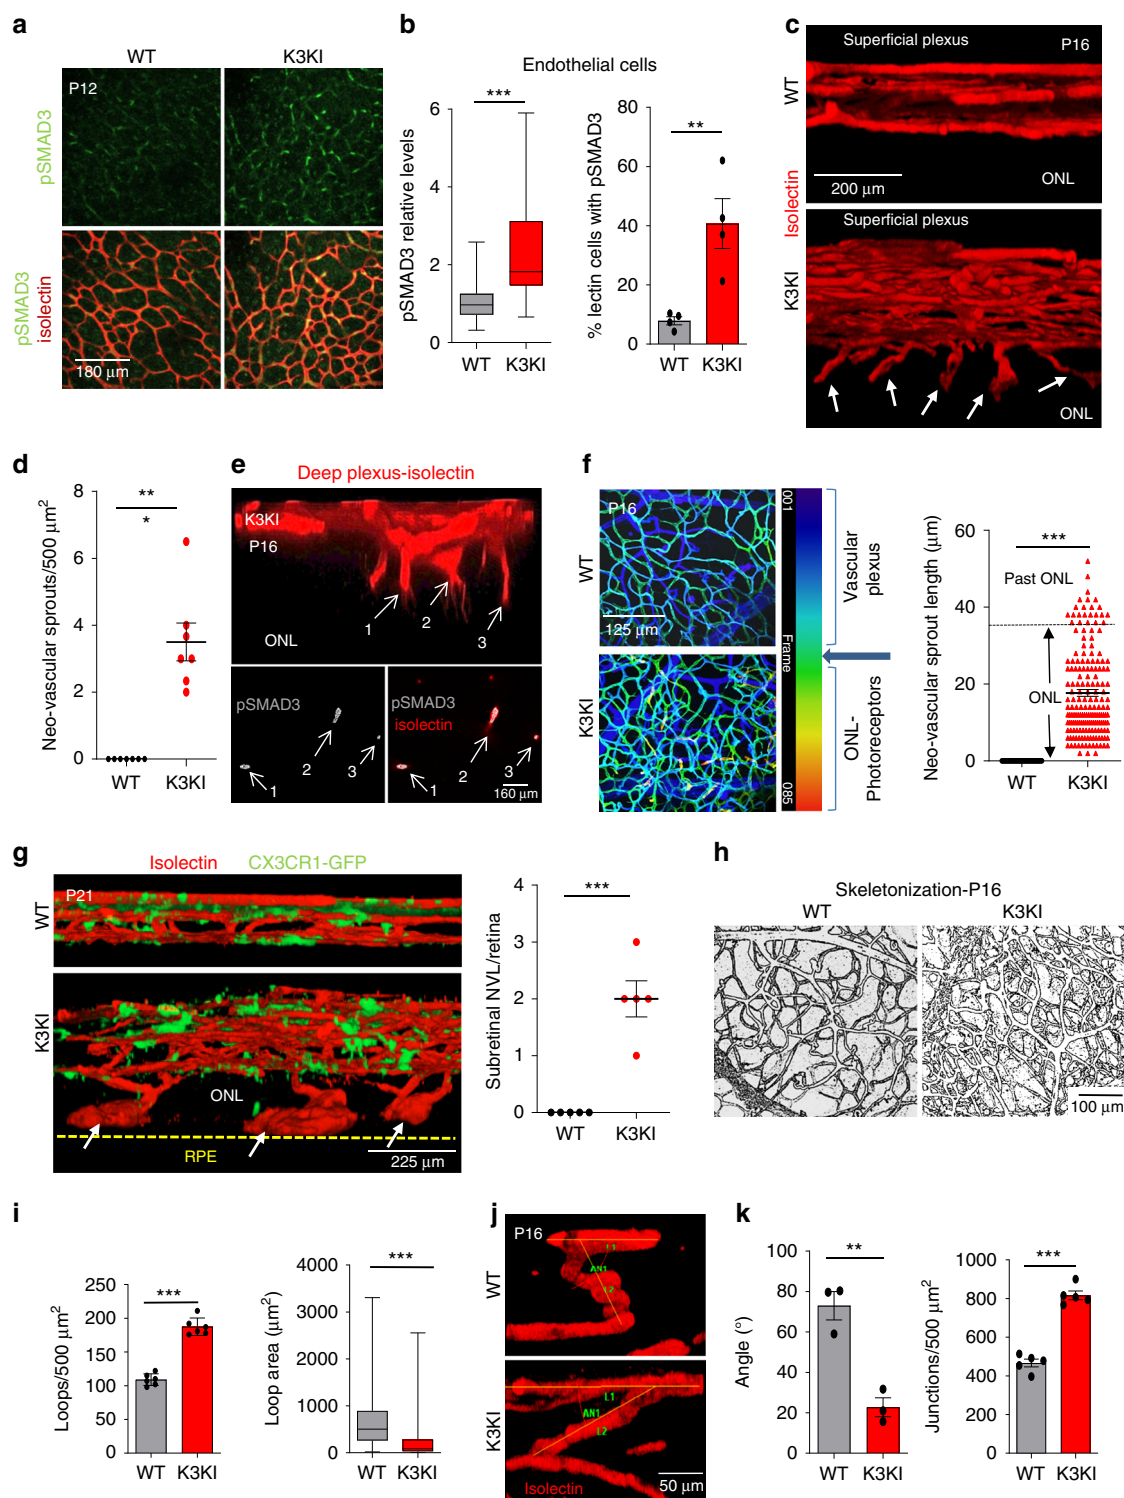 a
WT
K3KI
P12
pSMAD3
pSMAD3
isolectin
180 μm
b
Endothelial cells
***
pSMAD3 relative levels
6
4
2
0
WT
K3KI
**
% lectin cells with pSMAD3
80
60
40
20
0
WT
K3KI
c
Superficial plexus
P16
WT
ONL
200 μm
Isolectin
Superficial plexus
K3KI
ONL
d
Neo-vascular sprouts/500 μm²
8
6
4
2
0
**
*
WT
K3KI
e
Deep plexus-isolectin
K3KI
P16
1
2
3
ONL
pSMAD3
2
3
1
pSMAD3
isolectin
2
3
1
160 μm
f
P16
WT
125 μm
K3KI
001
Frame
085
Vascular
plexus
ONL-
Photoreceptors
Neo-vascular sprout length (μm)
60
40
20
0
***
Past ONL
ONL
WT
K3KI
g
Isolectin
CX3CR1-GFP
P21
WT
K3KI
ONL
RPE
225 μm
Subretinal NVL/retina
4
3
2
1
0
***
WT
K3KI
h
Skeletonization-P16
WT
K3KI
100 μm
i
Loops/500 μm²
250
200
150
100
50
0
***
WT
K3KI
Loop area (μm²)
4000
3000
2000
1000
0
***
WT
K3KI
j
P16
WT
L1
AN1
L2
K3KI
L1
AN1
L2
50 μm
Isolectin
k
Angle (°)
100
80
60
40
20
0
**
WT
K3KI
Junctions/500 μm²
1000
800
600
400
200
0
***
WT
K3KI